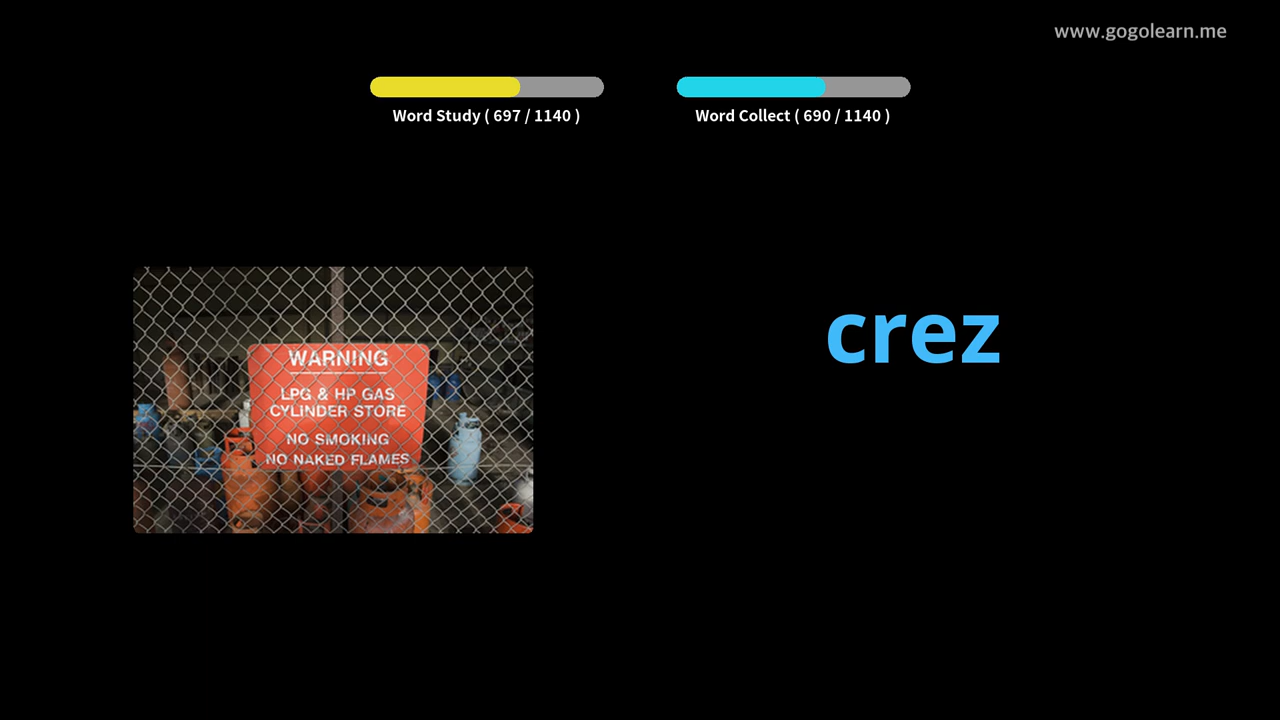 www.gogolearn.me
Word Study ( 697 / 1140 )
Word Collect ( 690 / 1140 )
crez
WARNING
LPG & HP GAS
CYLINDER STORE
NO SMOKING
NO NAKED FLAMES